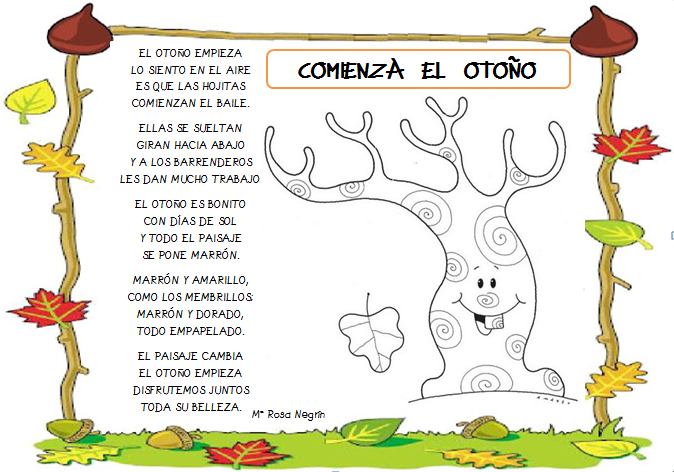 COMIENZA EL OTOÑO
EL OTOÑO EMPIEZA
LO SIENTO EN EL AIRE
ES QUE LAS HOJITAS
COMIENZAN EL BAILE.
ELLAS SE SUELTAN
GIRAN HACIA ABAJO
Y A LOS BARRENDEROS
LES DAN MUCHO TRABAJO
EL OTOÑO ES BONITO
CON DÍAS DE SOL
Y TODO EL PAISAJE
SE PONE MARRÓN.
MARRÓN Y AMARILLO,
COMO LOS MEMBRILLOS:
MARRÓN Y DORADO,
TODO EMPAPELADO.
EL PAISAJE CAMBIA
EL OTOÑO EMPIEZA
DISFRUTEMOS JUNTOS
TODA SU BELLEZA.
Mª Rosa Negrín